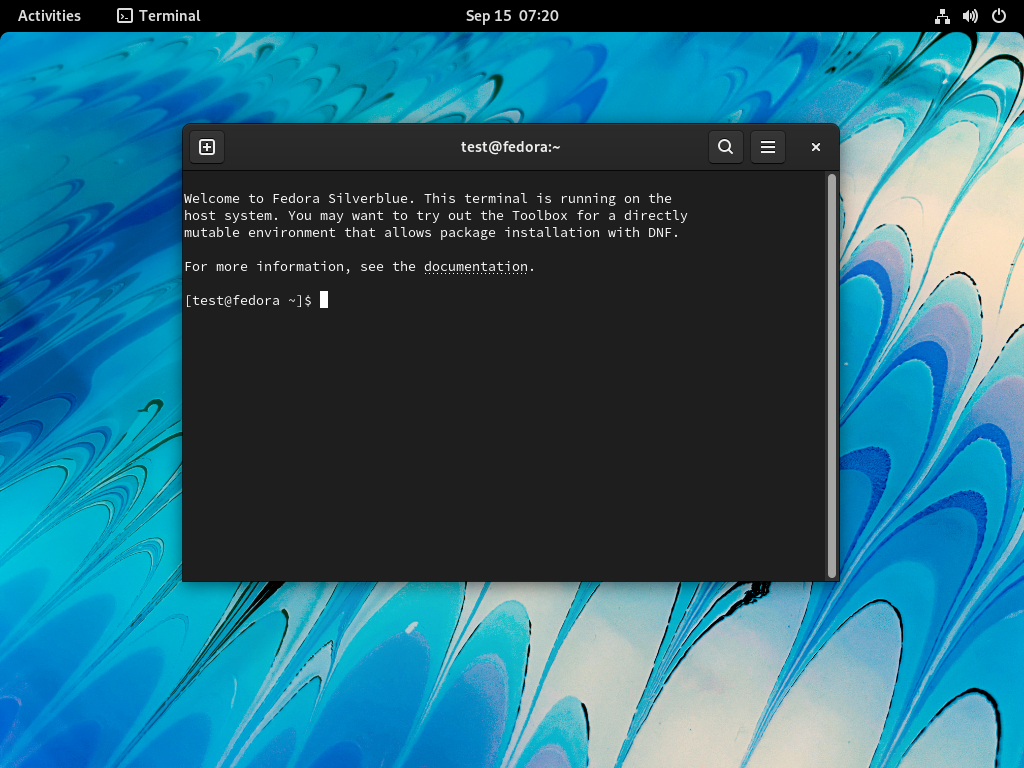 Activities
Terminal
Sep 15 07:20
test@fedora:~
Welcome to Fedora Silverblue. This terminal is running on the
host system. You may want to try out the Toolbox for a directly
mutable environment that allows package installation with DNF.
For more information, see the documentation.
[test@fedora ~]$